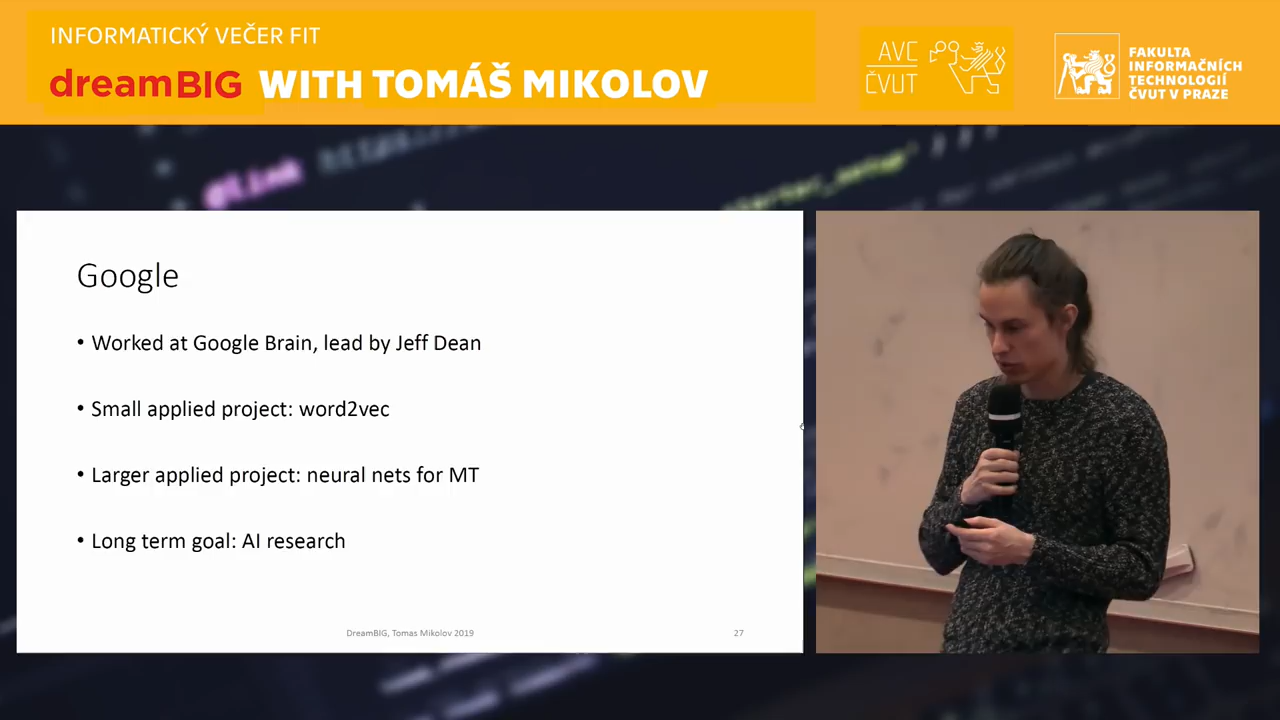 INFORMATICKÝ VEČER FIT
dreamBIG WITH TOMÁŠ MIKOLOV
AVC
ČVUT
FAKULTA
INFORMAČNÍCH
TECHNOLOGIÍ
ČVUT V PRAZE
@link
Google
• Worked at Google Brain, lead by Jeff Dean
• Small applied project: word2vec
• Larger applied project: neural nets for MT
• Long term goal: AI research
DreamBIG, Tomas Mikolov 2019
27